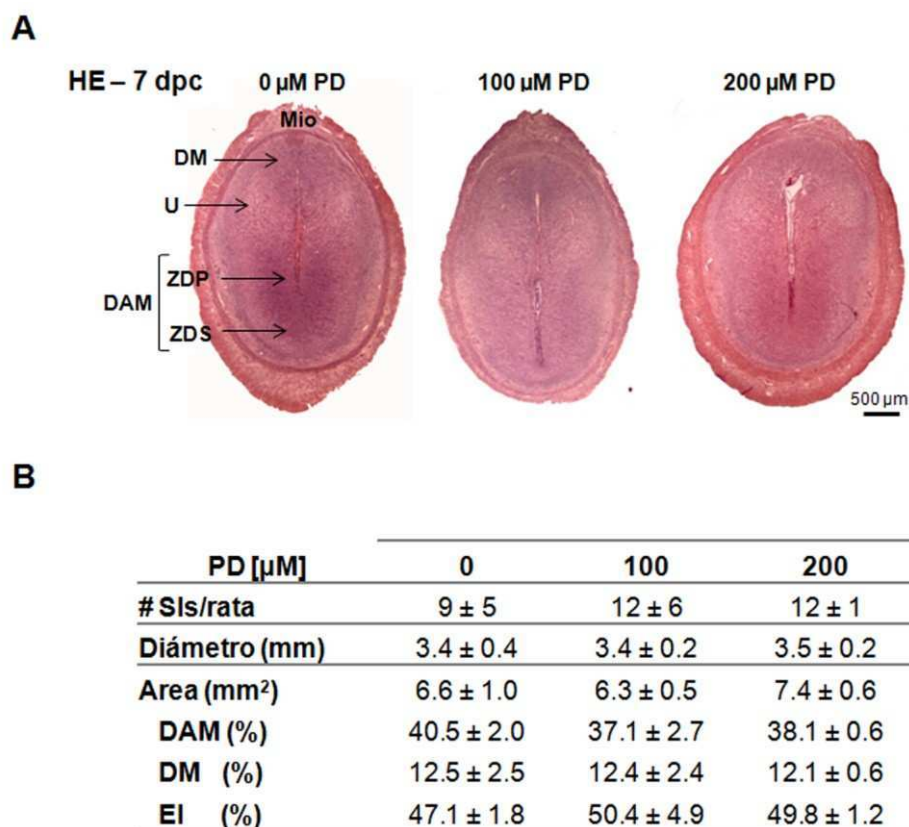 A
HE – 7 dpc 0 µM PD 100 µM PD 200 µM PD
Mio
DM
U
ZDP
DAM
ZDS
500 µm
B
PD [µM] 0 100 200
# SIs/rata 9 ± 5 12 ± 6 12 ± 1
Diámetro (mm) 3.4 ± 0.4 3.4 ± 0.2 3.5 ± 0.2
Area (mm²) 6.6 ± 1.0 6.3 ± 0.5 7.4 ± 0.6
DAM (%) 40.5 ± 2.0 37.1 ± 2.7 38.1 ± 0.6
DM (%) 12.5 ± 2.5 12.4 ± 2.4 12.1 ± 0.6
EI (%) 47.1 ± 1.8 50.4 ± 4.9 49.8 ± 1.2